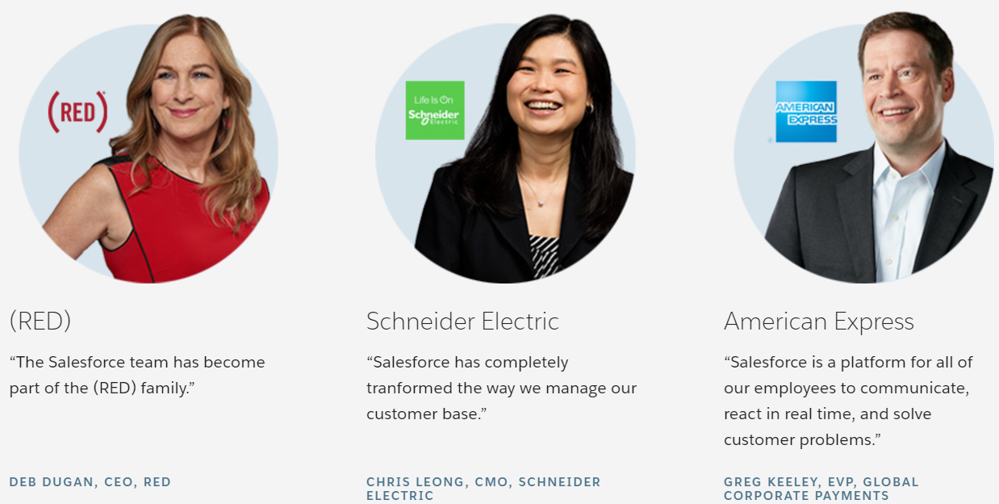 (RED)
Life Is On
Schneider
Electric
AMERICAN
EXPRESS
®
(RED)
“The Salesforce team has become
part of the (RED) family.”
DEB DUGAN, CEO, RED
Schneider Electric
“Salesforce has completely
tranformed the way we manage our
customer base.”
CHRIS LEONG, CMO, SCHNEIDER
ELECTRIC
American Express
“Salesforce is a platform for all of
our employees to communicate,
react in real time, and solve
customer problems.”
GREG KEELEY, EVP, GLOBAL
CORPORATE PAYMENTS